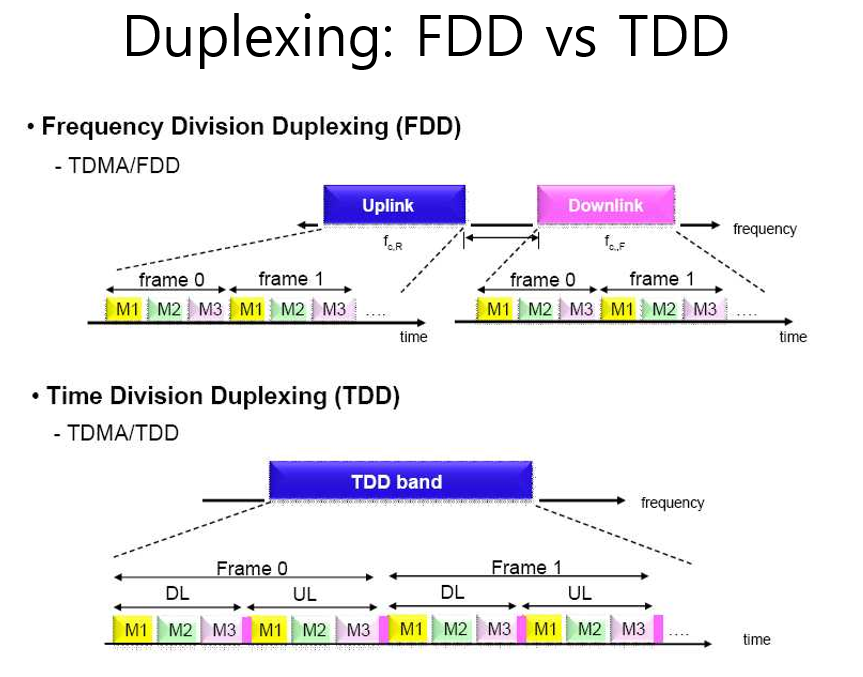 Duplexing: FDD vs TDD
• Frequency Division Duplexing (FDD)
- TDMA/FDD
Uplink
Downlink
frequency
fc,R
fc,,F
frame 0
frame 1
frame 0
frame 1
M1 M2 M3 M1 M2 M3 ....
M1 M2 M3 M1 M2 M3 ....
time
time
• Time Division Duplexing (TDD)
- TDMA/TDD
TDD band
frequency
Frame 0
Frame 1
DL
UL
DL
UL
M1 M2 M3 M1 M2 M3 M1 M2 M3 M1 M2 M3 ....
time